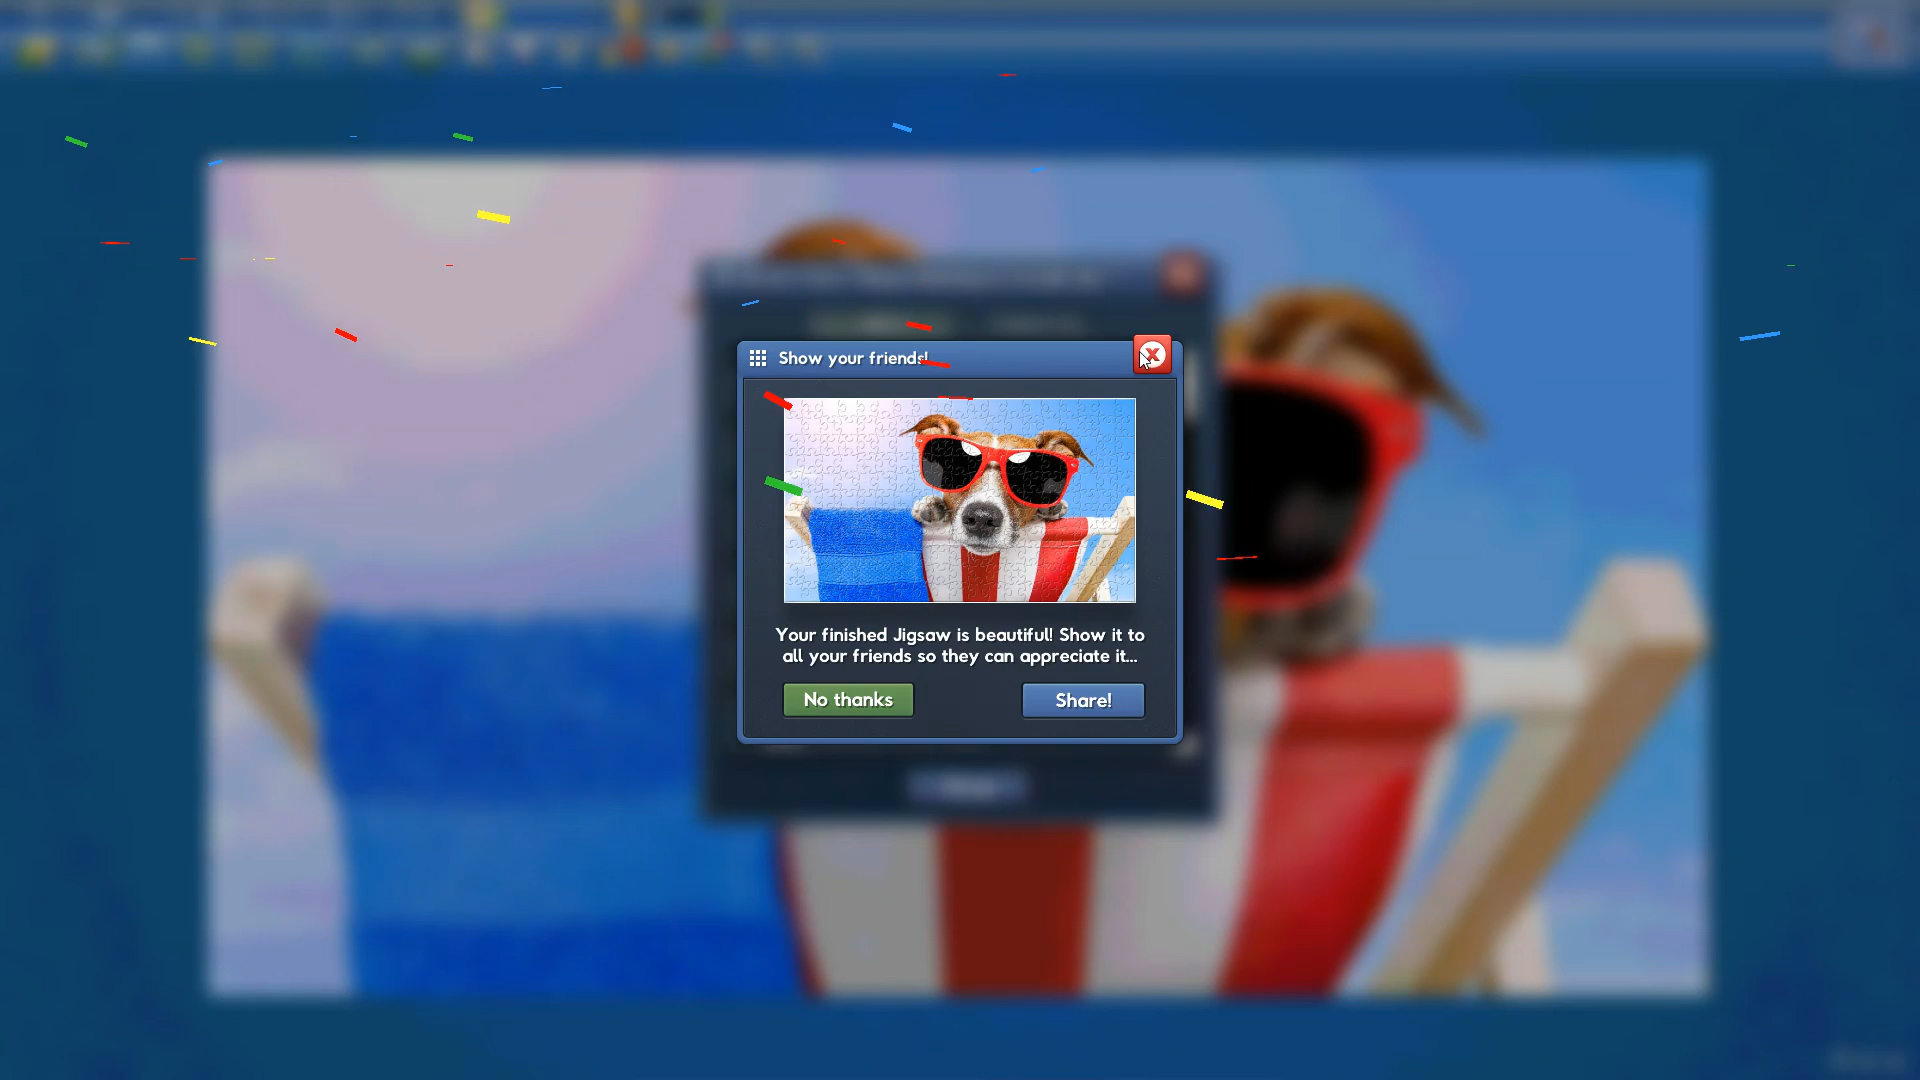 Show your friends!
Your finished Jigsaw is beautiful! Show it to
all your friends so they can appreciate it...
No thanks
Share!